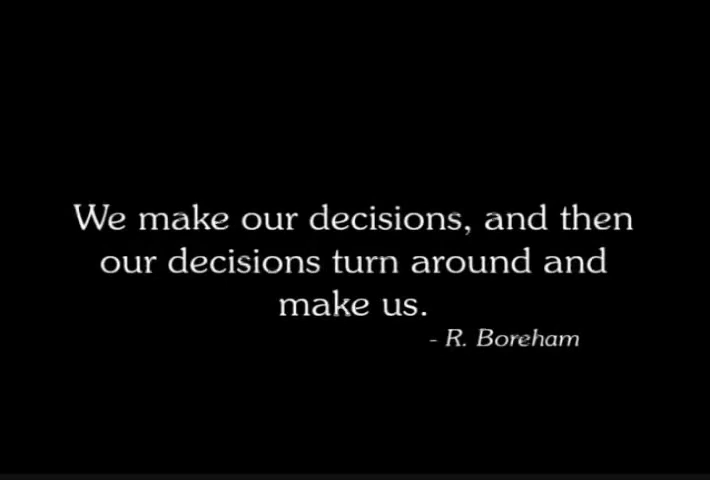 We make our decisions, and then
our decisions turn around and
make us.
- R. Boreham